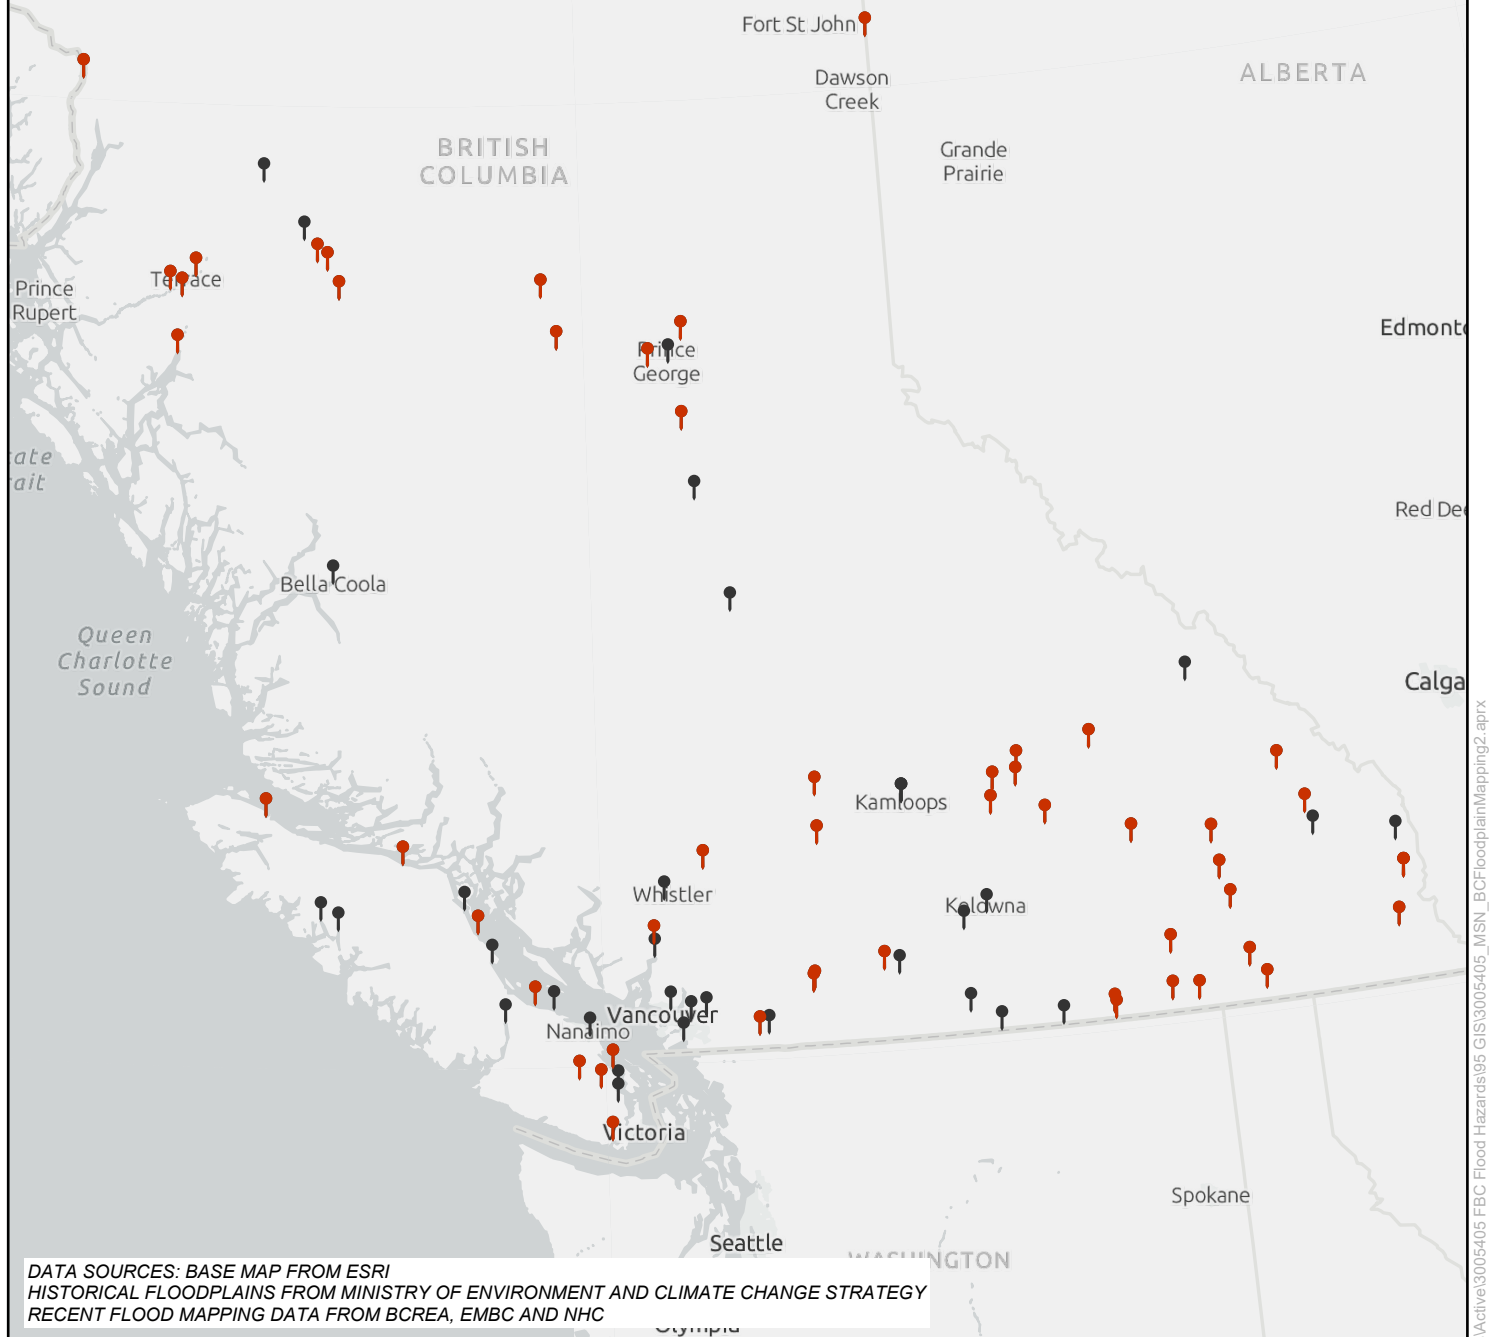 Fort St John
Dawson
Creek
ALBERTA
BRITISH
COLUMBIA
Grande
Prairie
Terrace
Prince
Rupert
Edmont
Prince
George
ate
ait
Red Dee
Bella Coola
Queen
Charlotte
Sound
Calga
Kamloops
Whistler
Kelowna
Vancouver
Nanaimo
Victoria
Spokane
Seattle
WASHINGTON
Olympia
DATA SOURCES: BASE MAP FROM ESRI
HISTORICAL FLOODPLAINS FROM MINISTRY OF ENVIRONMENT AND CLIMATE CHANGE STRATEGY
RECENT FLOOD MAPPING DATA FROM BCREA, EMBC AND NHC
\Active\3005405 FBC Flood Hazards\95 GIS\3005405_MSN_BCFloodplainMapping2.aprx